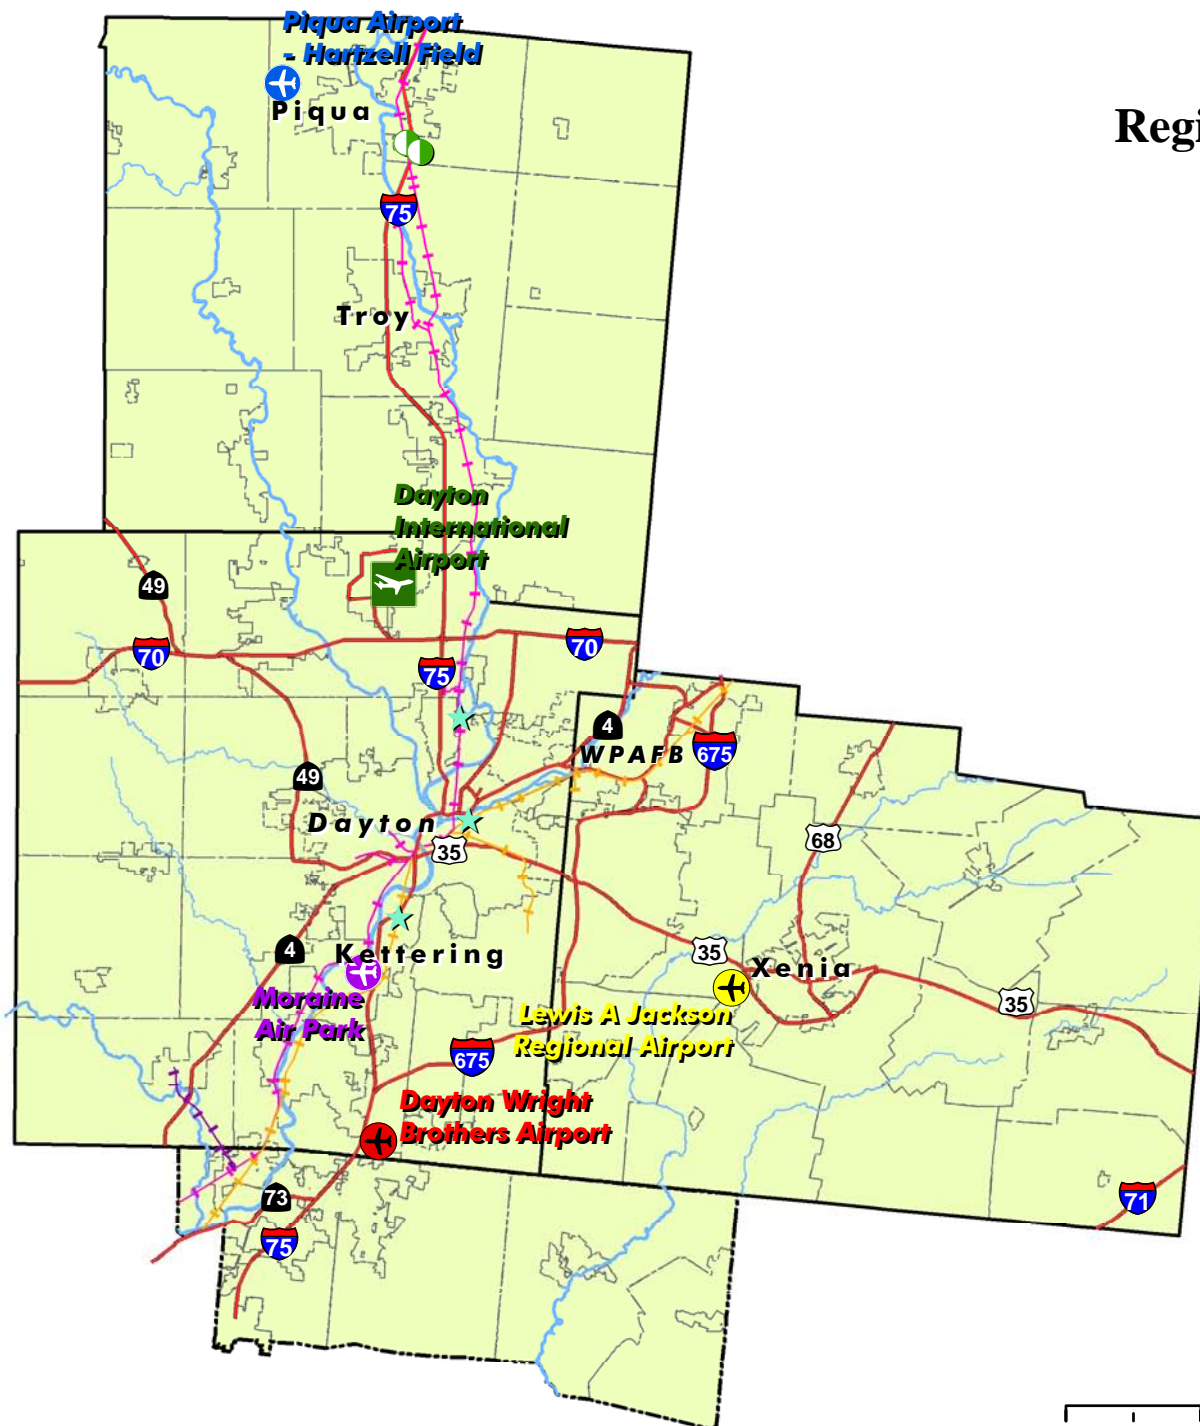 Piqua Airport
- Hartzell Field
Regi
Piqua
75
Troy
Dayton
International
Airport
49
70
70
75
4
WPAFB
675
49
Dayton
35
68
4
Kettering
35
Xenia
Moraine
Air Park
Lewis A Jackson
Regional Airport
35
675
Dayton Wright
Brothers Airport
73
71
75